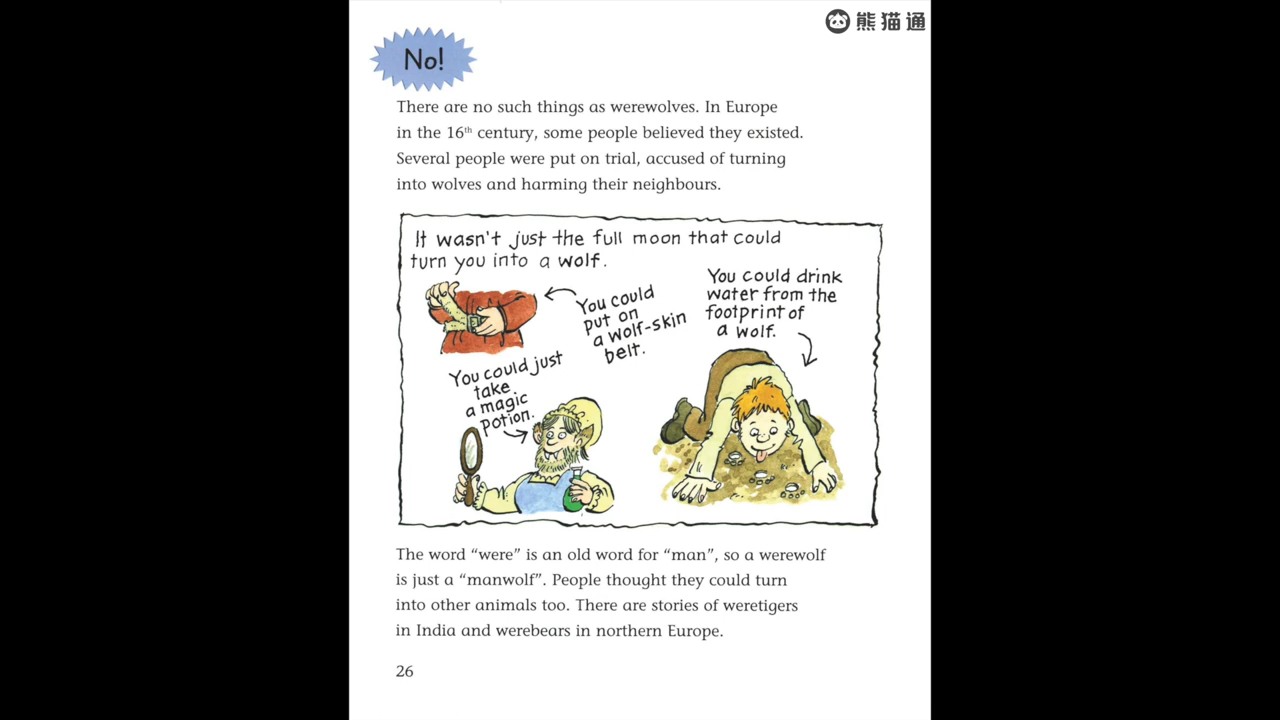 熊猫通
No!
There are no such things as werewolves. In Europe
in the 16th century, some people believed they existed.
Several people were put on trial, accused of turning
into wolves and harming their neighbours.
It wasn't just the full moon that could
turn you into a wolf.
You could
put on
a wolf-skin
belt.
You could drink
water from the
footprint of
a wolf.
You could just
take
a magic
potion.
The word “were” is an old word for “man”, so a werewolf
is just a “manwolf”. People thought they could turn
into other animals too. There are stories of weretigers
in India and werebears in northern Europe.
26